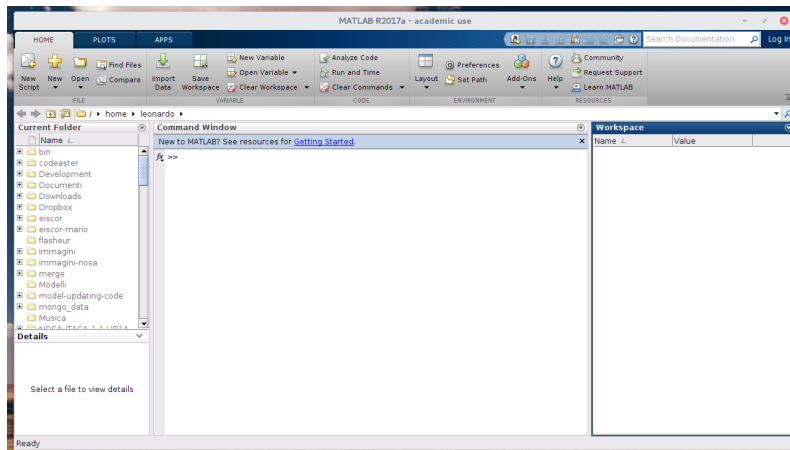 MATLAB R2017a - academic use
HOME PLOTS APPS Search Documentation Log In
New Script New Open Find Files Compare Import Data Save Workspace New Variable Open Variable Clear Workspace Analyze Code Run and Time Clear Commands Layout Preferences Set Path Add-Ons Help Community Request Support Learn MATLAB
FILE VARIABLE CODE ENVIRONMENT RESOURCES
/ home leonardo
Current Folder
Name
bin
codeaster
Development
Documenti
Downloads
Dropbox
eiscor
eiscor-mario
flasheur
Immagini
immagini-nosa
merge
Modelli
model-updating-code
mongo_data
Musica
Details
Select a file to view details
Command Window
New to MATLAB? See resources for Getting Started.
fx >>
Workspace
Name Value
Ready